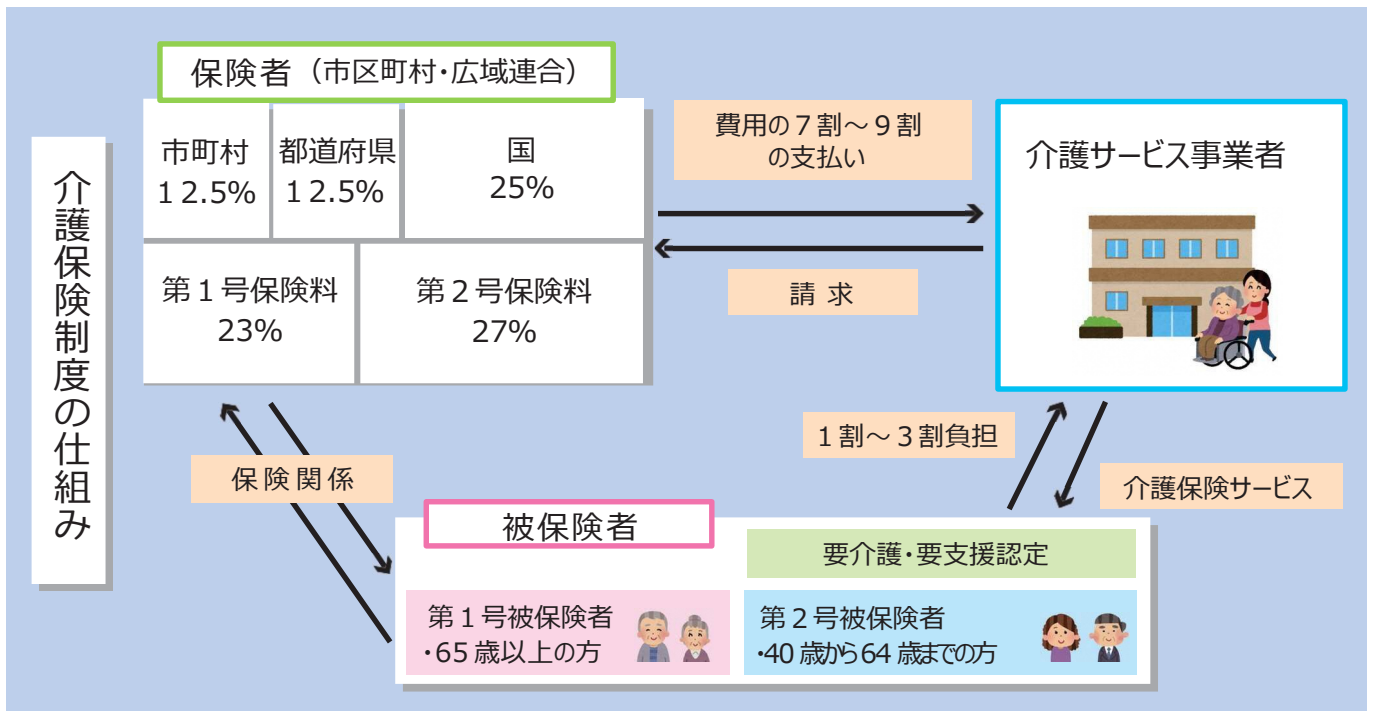 介護保険制度の仕組み
保険者（市区町村・広域連合）
市町村
１２.5%
都道府県
１２.5%
国
25%
第１号保険料
23%
第２号保険料
27%
費用の７割～９割
の支払い
請 求
介護サービス事業者
１割～３割負担
介護保険サービス
保険関係
被保険者
要介護・要支援認定
第１号被保険者
・65歳以上の方
第２号被保険者
・40歳から64歳までの方